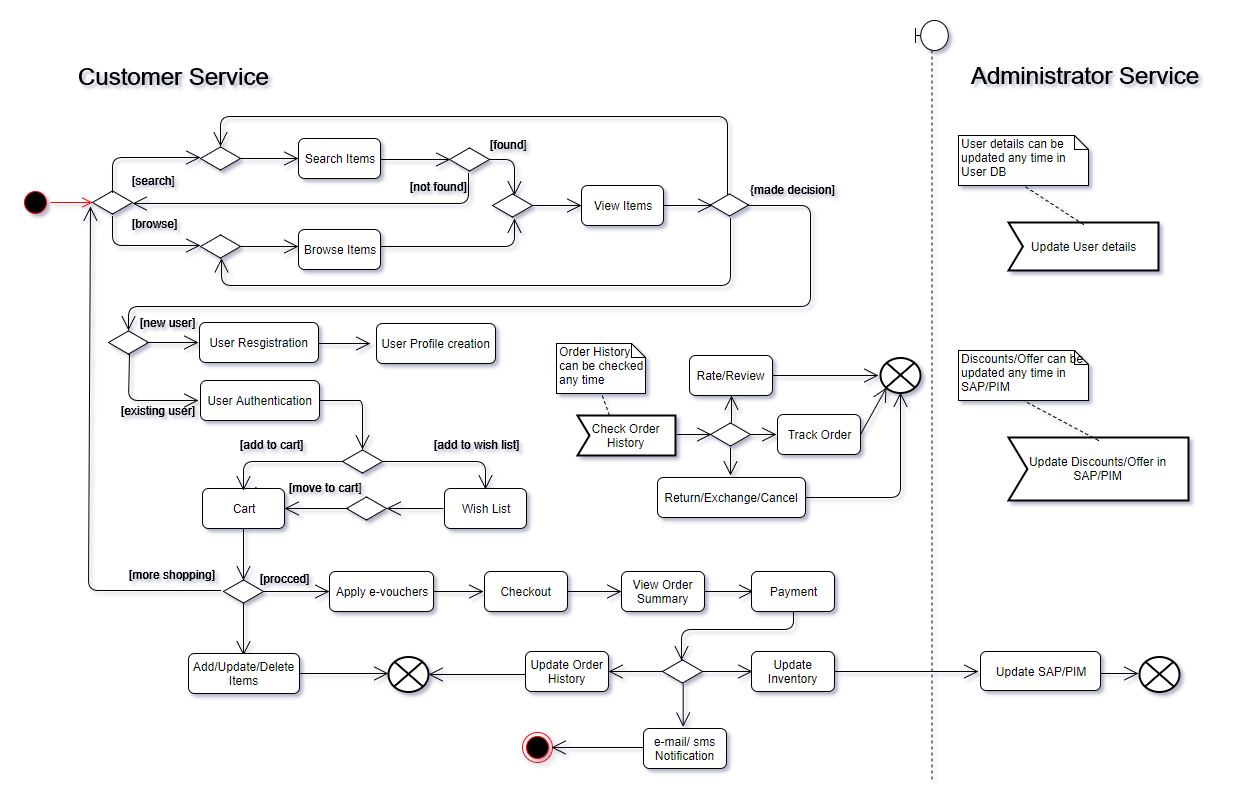 Customer Service
Administrator Service
[search]
Search Items
[found]
[not found]
[browse]
Browse Items
View Items
{made decision]
User details can be
updated any time in
User DB
Update User details
[new user]
User Resgistration
User Profile creation
[existing user]
User Authentication
Order History
can be checked
any time
Check Order
History
Rate/Review
Track Order
Return/Exchange/Cancel
Discounts/Offer can be
updated any time in
SAP/PIM
Update Discounts/Offer in
SAP/PIM
[add to cart]
[add to wish list]
Cart
[move to cart]
Wish List
[more shopping]
[procced]
Apply e-vouchers
Checkout
View Order
Summary
Payment
Add/Update/Delete
Items
Update Order
History
Update
Inventory
Update SAP/PIM
e-mail/ sms
Notification